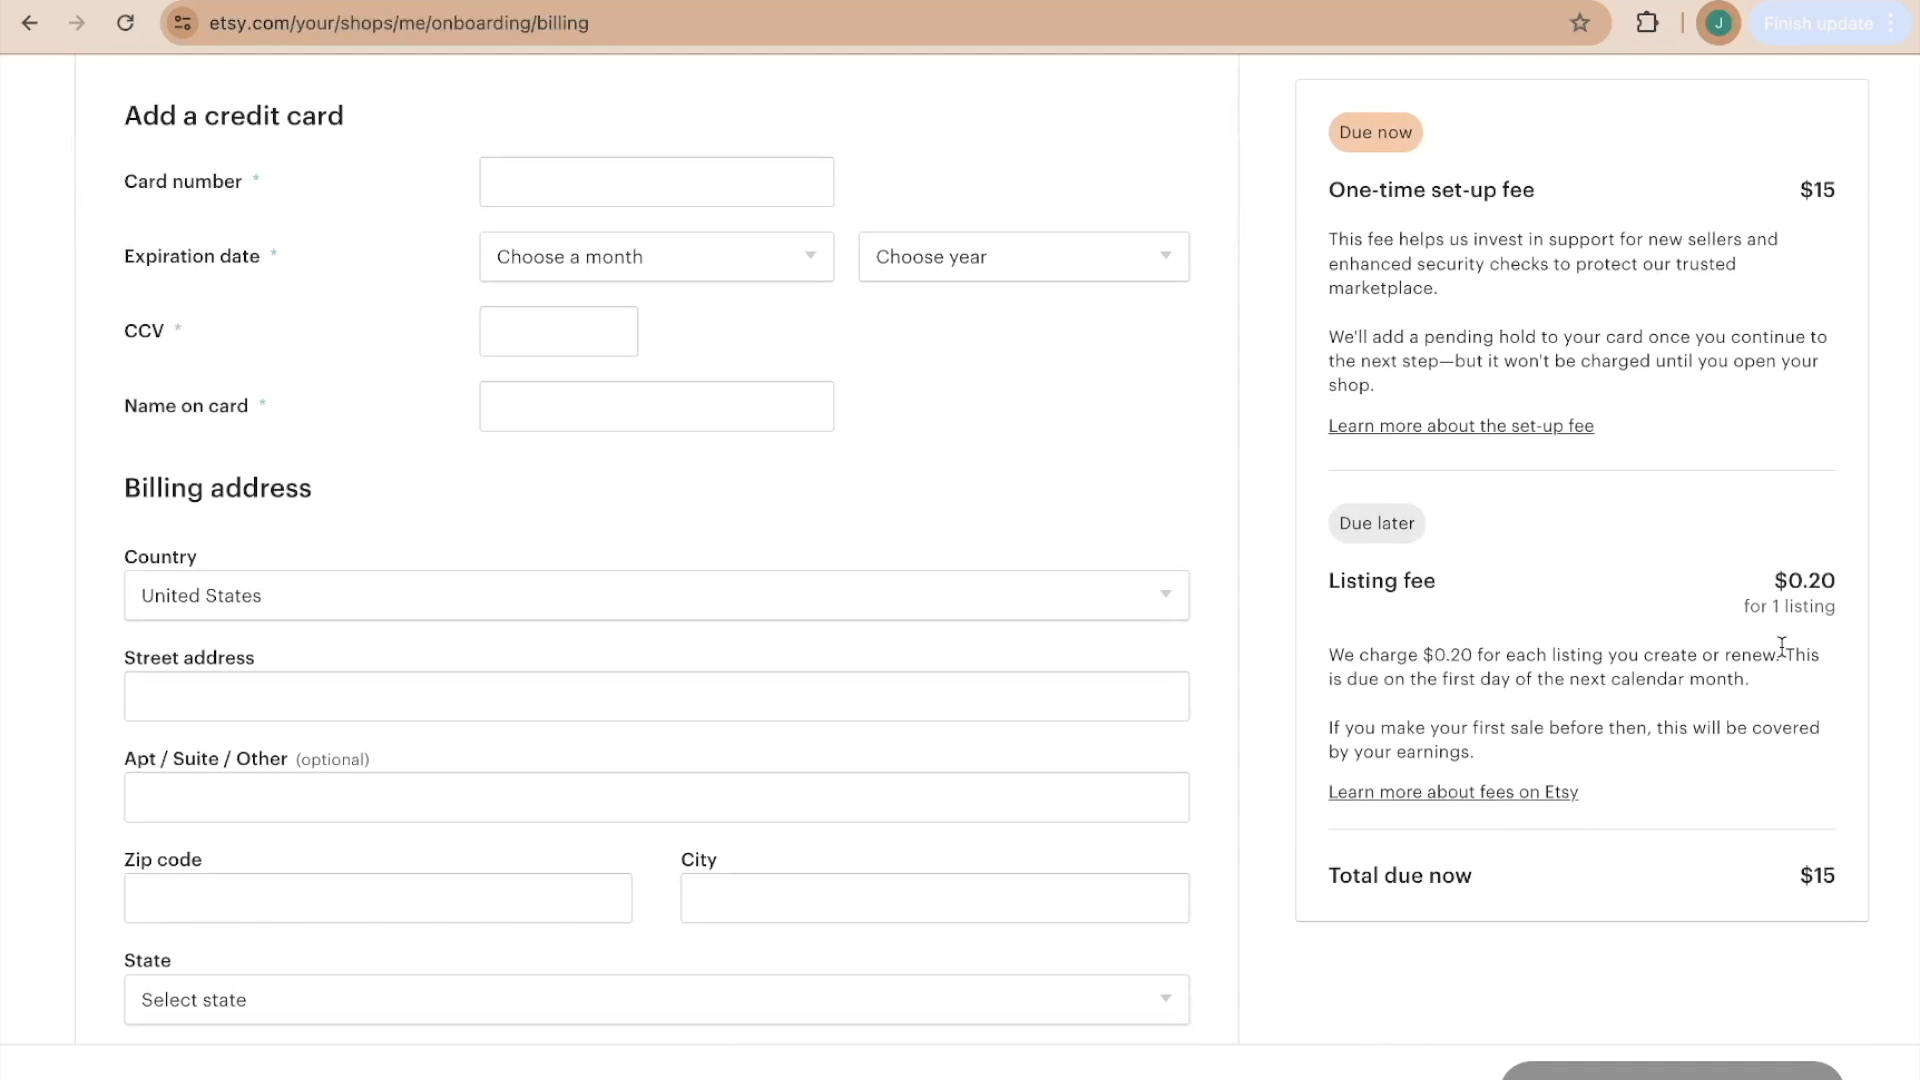 etsy.com/your/shops/me/onboarding/billing
J
Finish update
Add a credit card
Card number *
Expiration date *
Choose a month
Choose year
CCV *
Name on card *
Billing address
Country
United States
Street address
Apt / Suite / Other (optional)
Zip code
City
State
Select state
Due now
One-time set-up fee $15
This fee helps us invest in support for new sellers and
enhanced security checks to protect our trusted
marketplace.
We'll add a pending hold to your card once you continue to
the next step—but it won't be charged until you open your
shop.
Learn more about the set-up fee
Due later
Listing fee $0.20
for 1 listing
We charge $0.20 for each listing you create or renew. This
is due on the first day of the next calendar month.
If you make your first sale before then, this will be covered
by your earnings.
Learn more about fees on Etsy
Total due now $15